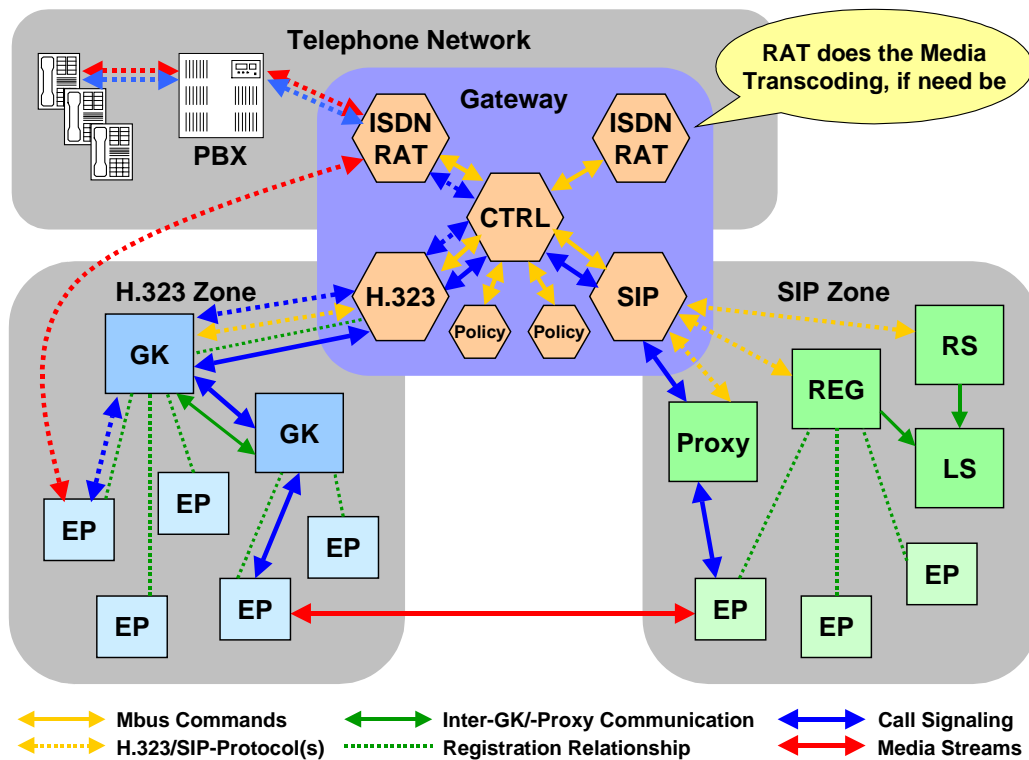 Telephone Network
RAT does the Media
Transcoding, if need be
Gateway
PBX
ISDN
RAT
ISDN
RAT
CTRL
H.323 Zone
H.323
SIP
SIP Zone
Policy
Policy
GK
RS
REG
GK
Proxy
LS
EP
EP
EP
EP
EP
EP
EP
EP
Mbus Commands
Inter-GK/-Proxy Communication
Call Signaling
H.323/SIP-Protocol(s)
Registration Relationship
Media Streams